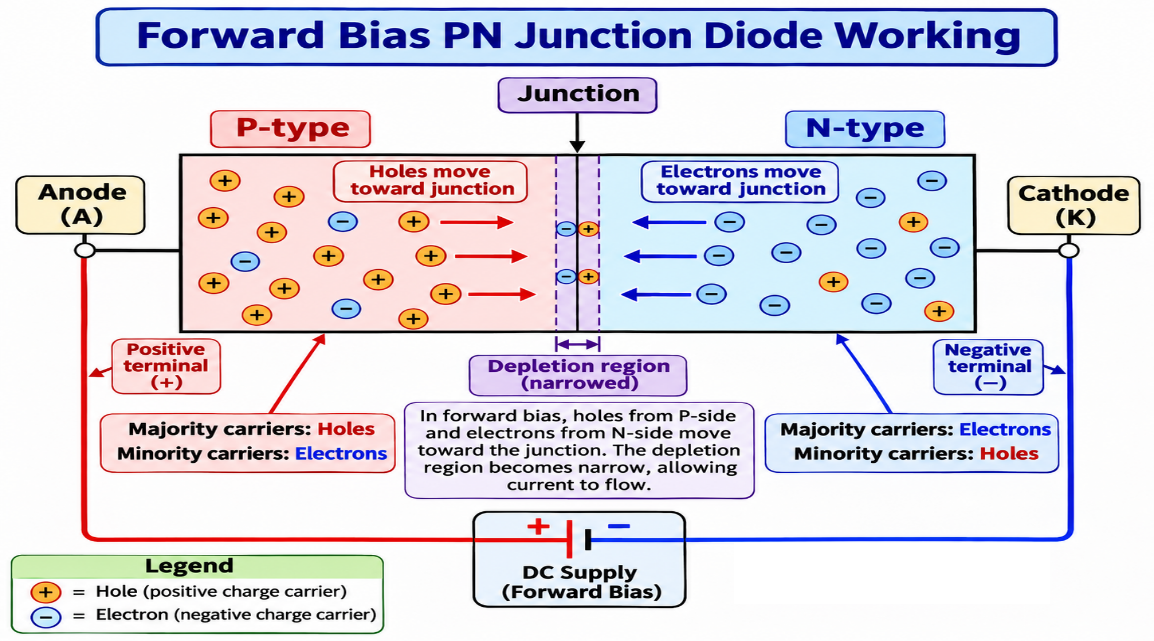 Forward Bias PN Junction Diode Working
Junction
P-type
N-type
Holes move
toward junction
Electrons move
toward junction
Anode
(A)
Cathode
(K)
Positive
terminal
(+)
Depletion region
(narrowed)
Negative
terminal
(−)
Majority carriers: Holes
Minority carriers: Electrons
In forward bias, holes from P-side
and electrons from N-side move
toward the junction. The depletion
region becomes narrow, allowing
current to flow.
Majority carriers: Electrons
Minority carriers: Holes
+ −
DC Supply
(Forward Bias)
Legend
+ = Hole (positive charge carrier)
− = Electron (negative charge carrier)